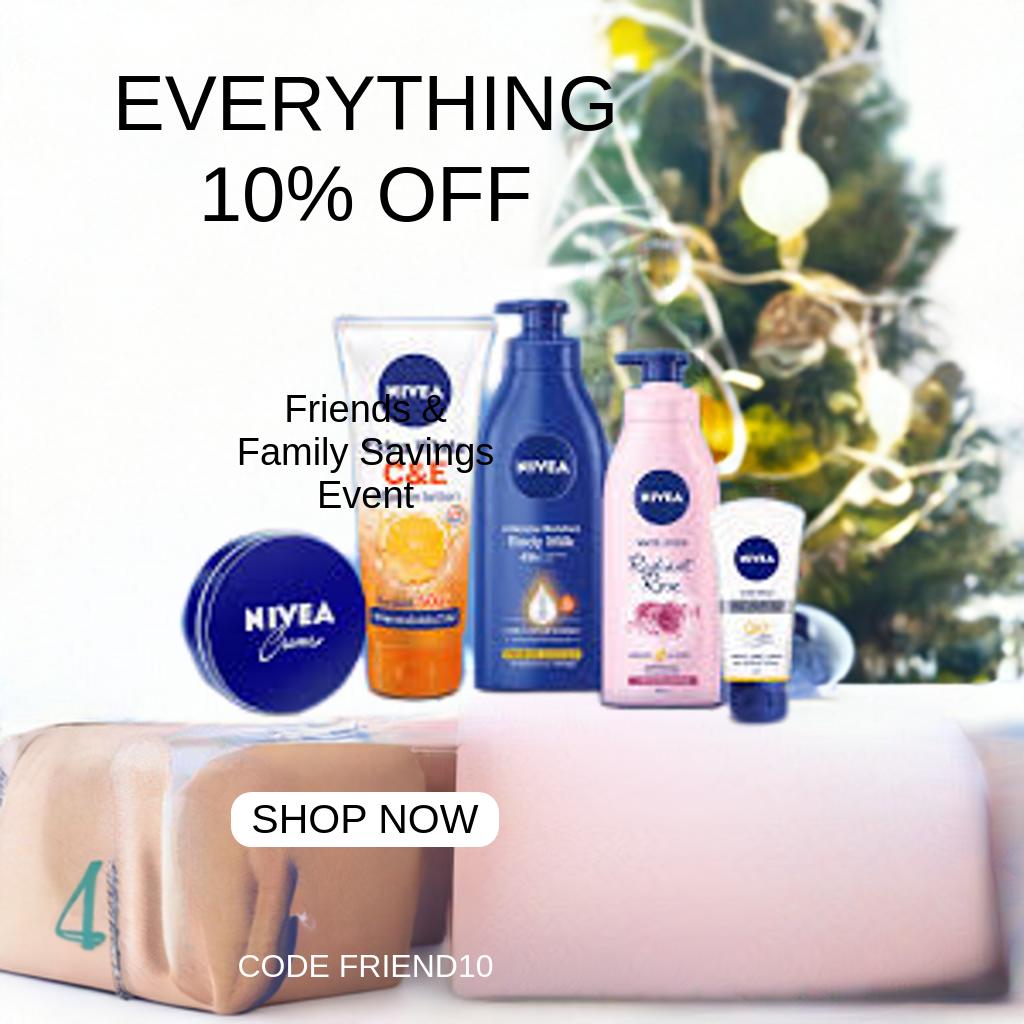 EVERYTHING
10% OFF
NIVEA
Friends &
Family Savings
Event
C&E
NIVEA
Body Milk
NIVEA
Radiant
Rose
NIVEA
Q10
NIVEA
Creme
SHOP NOW
4
CODE FRIEND10